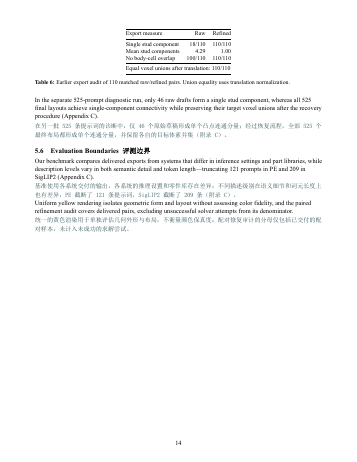 Export measure Raw Refined
Single stud component 18/110 110/110
Mean stud components 4.29 1.00
No body-cell overlap 100/110 110/110
Equal voxel unions after translation: 110/110
Table 6: Earlier export audit of 110 matched raw/refined pairs. Union equality uses translation normalization.
In the separate 525-prompt diagnostic run, only 46 raw drafts form a single stud component, whereas all 525
final layouts achieve single-component connectivity while preserving their target voxel unions after the recovery
procedure (Appendix C).
在另一批 525 条提示词的诊断中，仅 46 个原始草稿形成单个凸点连通分量；经过恢复流程，全部 525 个
最终布局都形成单个连通分量，并保留各自的目标体素并集（附录 C）。
5.6 Evaluation Boundaries 评测边界
Our benchmark compares delivered exports from systems that differ in inference settings and part libraries, while
description levels vary in both semantic detail and token length—truncating 121 prompts in PE and 209 in
SigLIP2 (Appendix C).
基准使用各系统交付的输出，各系统的推理设置和零件库存在差异；不同描述级别在语义细节和词元长度上
也有差异，PE 截断了 121 条提示词，SigLIP2 截断了 209 条（附录 C）。
Uniform yellow rendering isolates geometric form and layout without assessing color fidelity, and the paired
refinement audit covers delivered pairs, excluding unsuccessful solver attempts from its denominator.
统一的黄色渲染用于单独评估几何外形与布局，不衡量颜色保真度；配对修复审计的分母仅包括已交付的配
对样本，未计入未成功的求解尝试。
14